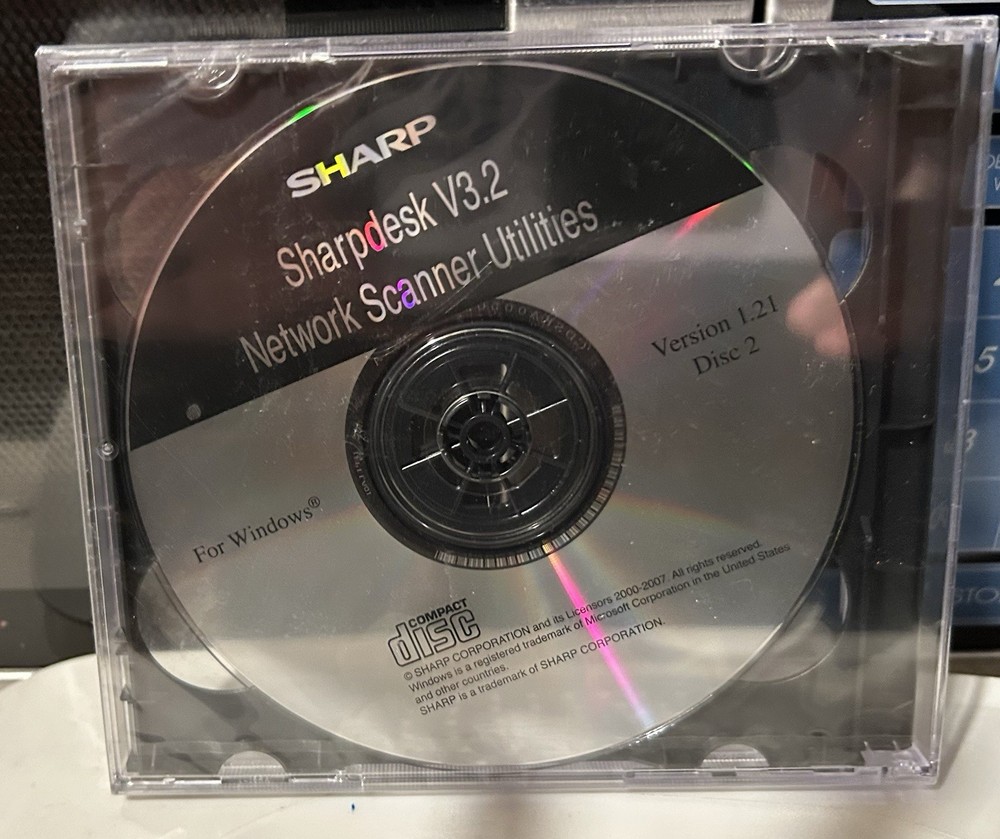 SHARP
Sharpdesk V3.2
Network Scanner Utilities
Version 1.21
Disc 2
For Windows®
COMPACT
disc
© SHARP CORPORATION and its Licensors 2000-2007. All rights reserved.
Windows is a registered trademark of Microsoft Corporation in the United States
and other countries.
SHARP is a trademark of SHARP CORPORATION.
5